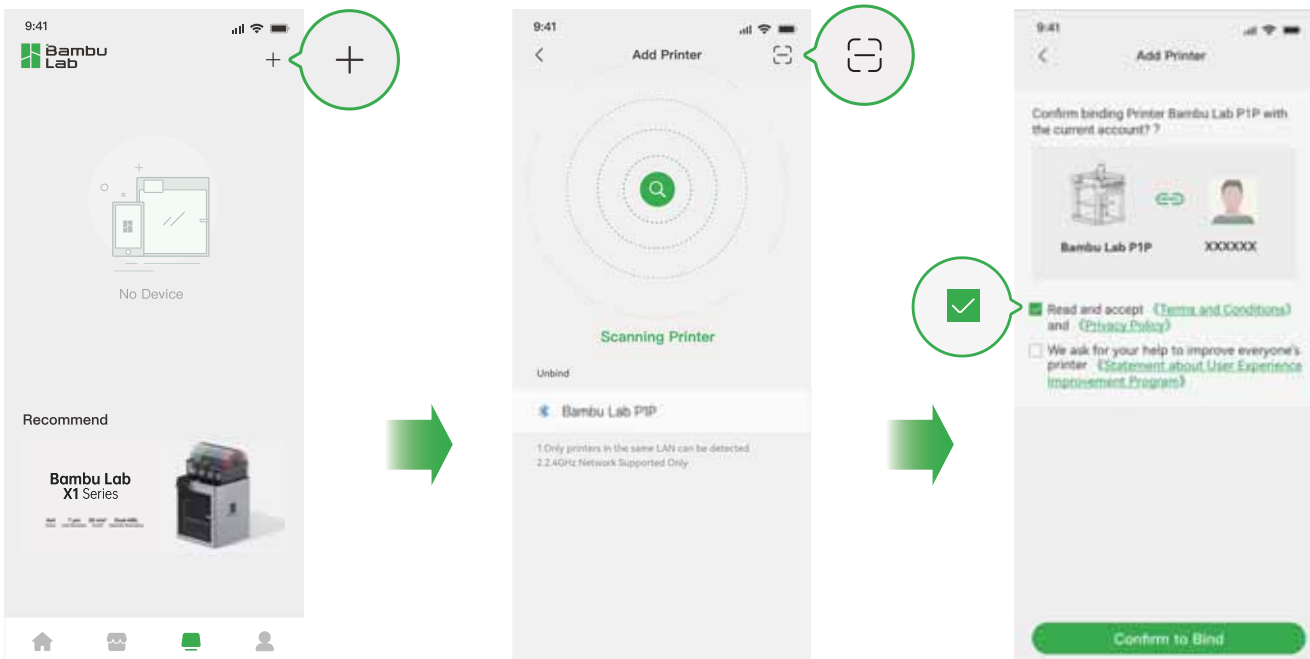 9:41
Bambu
Lab
No Device
Recommend
Bambu Lab
X1 Series
9:41
Add Printer
Scanning Printer
Unbind
Bambu Lab P1P
1.Only printers in the same LAN can be detected
2.2.4GHz Network Supported Only
9:41
Add Printer
Confirm binding Printer Bambu Lab P1P with
the current account? ?
Bambu Lab P1P
XXXXXX
Read and accept 《Terms and Conditions》
and 《Privacy Policy》
We ask for your help to improve everyone's
printer 《Statement about User Experience
Improvement Program》
Confirm to Bind